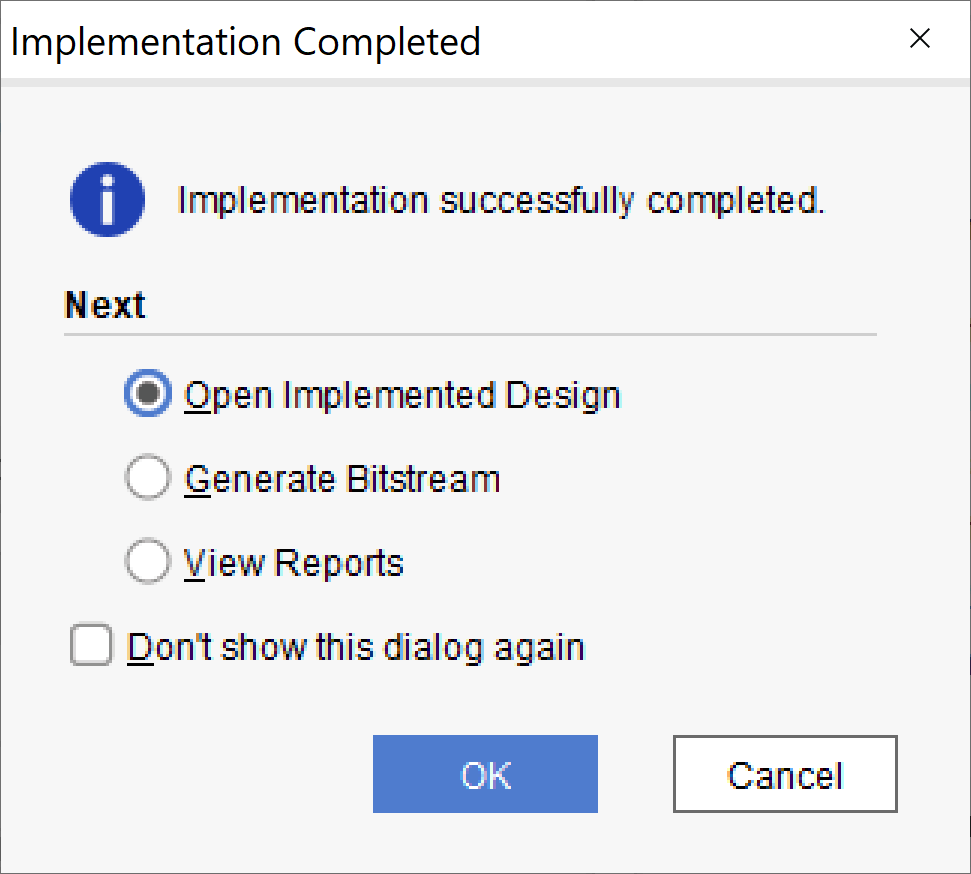 Implementation Completed
Implementation successfully completed.
Next
Open Implemented Design
Generate Bitstream
View Reports
Don't show this dialog again
OK Cancel